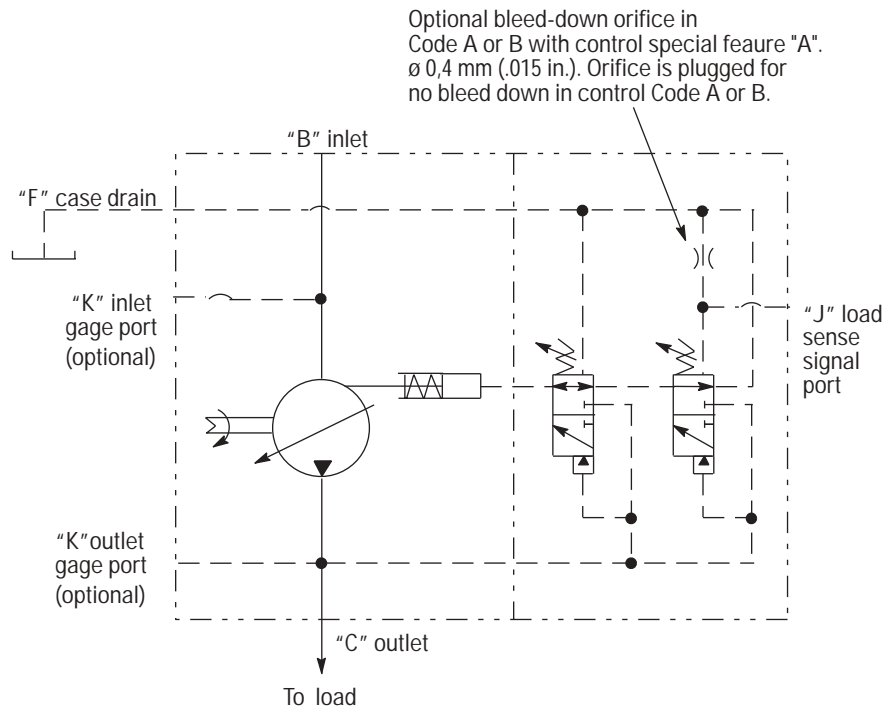 Optional bleed-down orifice in
Code A or B with control special feaure "A".
ø 0,4 mm (.015 in.). Orifice is plugged for
no bleed down in control Code A or B.
“B” inlet
“F” case drain
“K” inlet
gage port
(optional)
“J” load
sense
signal
port
“K”outlet
gage port
(optional)
“C” outlet
To load